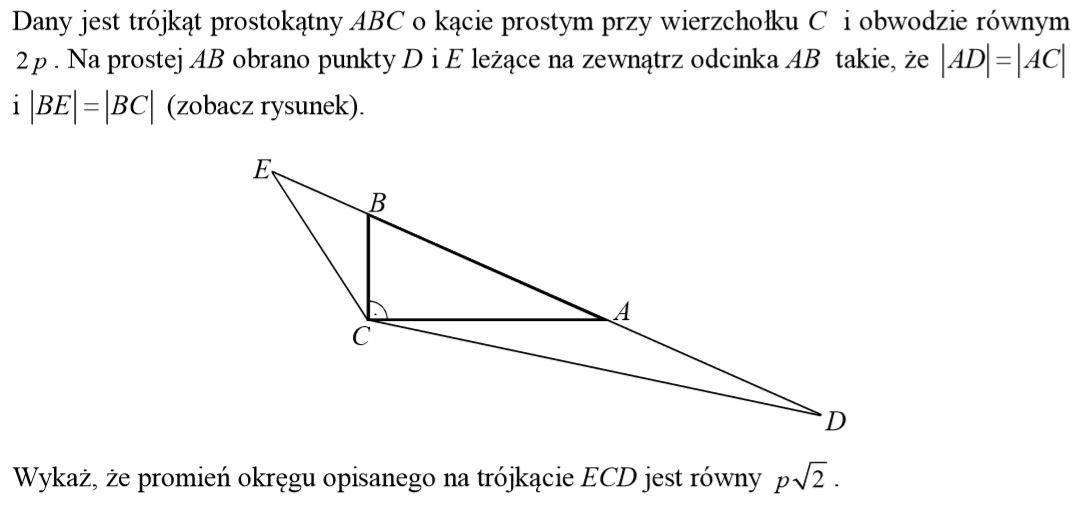 Dany jest trójkąt prostokątny ABC o kącie prostym przy wierzchołku C i obwodzie równym
2p. Na prostej AB obrano punkty D i E leżące na zewnątrz odcinka AB takie, że |AD|=|AC|
i |BE|=|BC| (zobacz rysunek).
E
B
A
C
D
Wykaż, że promień okręgu opisanego na trójkącie ECD jest równy p√2.